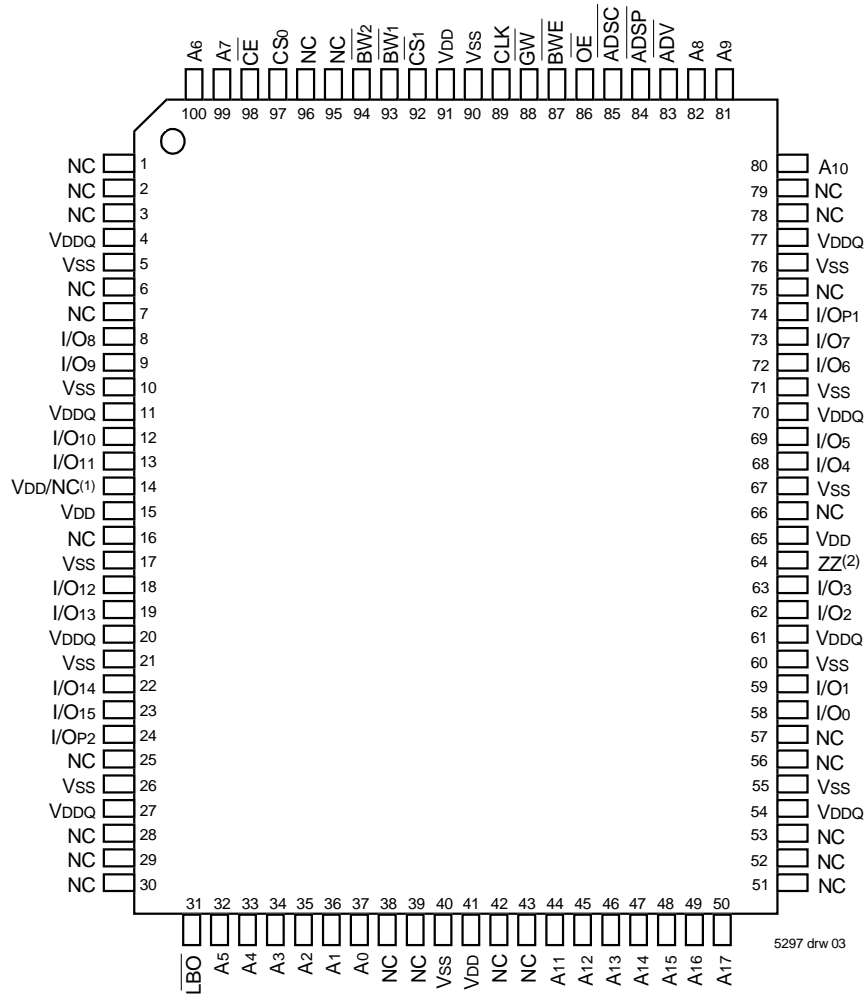 A6 A7 CE CS0 NC NC BW2 BW1 CS1 VDD VSS CLK GW BWE OE ADSC ADSP ADV A8 A9
100 99 98 97 96 95 94 93 92 91 90 89 88 87 86 85 84 83 82 81
NC 1 80 A10
NC 2 79 NC
NC 3 78 NC
VDDQ 4 77 VDDQ
VSS 5 76 VSS
NC 6 75 NC
NC 7 74 I/OP1
I/O8 8 73 I/O7
I/O9 9 72 I/O6
VSS 10 71 VSS
VDDQ 11 70 VDDQ
I/O10 12 69 I/O5
I/O11 13 68 I/O4
VDD/NC(1) 14 67 VSS
VDD 15 66 NC
NC 16 65 VDD
VSS 17 64 ZZ(2)
I/O12 18 63 I/O3
I/O13 19 62 I/O2
VDDQ 20 61 VDDQ
VSS 21 60 VSS
I/O14 22 59 I/O1
I/O15 23 58 I/O0
I/OP2 24 57 NC
NC 25 56 NC
VSS 26 55 VSS
VDDQ 27 54 VDDQ
NC 28 53 NC
NC 29 52 NC
NC 30 51 NC
31 32 33 34 35 36 37 38 39 40 41 42 43 44 45 46 47 48 49 50
LBO A5 A4 A3 A2 A1 A0 NC NC VSS VDD NC NC A11 A12 A13 A14 A15 A16 A17
5297 drw 03